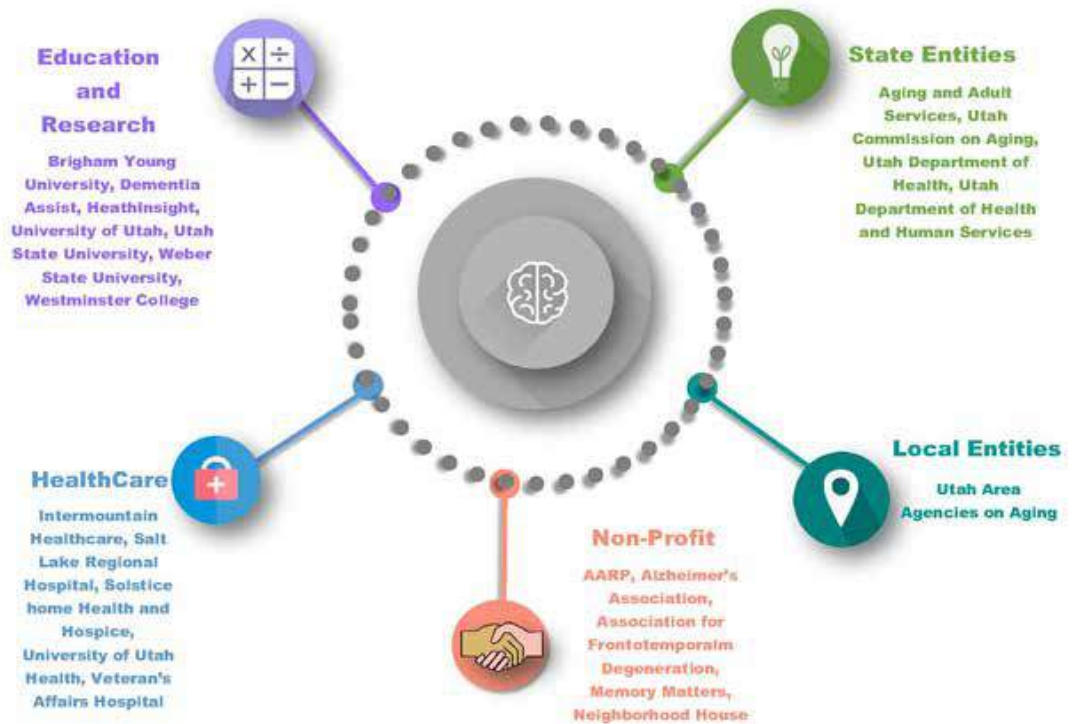 Education
and
Research
Brigham Young
University, Dementia
Assist, HeathInsight,
University of Utah, Utah
State University, Weber
State University,
Westminster College
State Entities
Aging and Adult
Services, Utah
Commission on Aging,
Utah Department of
Health, Utah
Department of Health
and Human Services
HealthCare
Intermountain
Healthcare, Salt
Lake Regional
Hospital, Solstice
home Health and
Hospice,
University of Utah
Health, Veteran's
Affairs Hospital
Non-Profit
AARP, Alzheimer's
Association,
Association for
Frontotemporalm
Degeneration,
Memory Matters,
Neighborhood House
Local Entities
Utah Area
Agencies on Aging